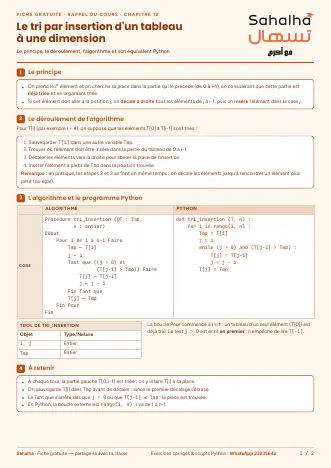 FICHE GRATUITE · RAPPEL DU COURS · CHAPITRE 12
Le tri par insertion d'un tableau
à une dimension
Le principe, le déroulement, l'algorithme et son équivalent Python
Sahalha
تسهال
1 Le principe
On prend le iᵉ élément et on cherche sa place dans la partie qui le précède (de 0 à i-1), en considérant que cette partie est
déjà triée et en la gardant triée.
Si cet élément doit aller à la position j, on décale à droite tous les éléments de j à i-1, puis on insère l'élément dans la case j.
2 Le déroulement de l'algorithme
Pour T[i] (par exemple i = 4), on suppose que les éléments T[0] à T[i-1] sont triés :
1. Sauvegarder T[i] dans une autre variable Tmp.
2. Trouver où l'élément doit être inséré dans la partie du tableau de 0 à i-1.
3. Décaler les éléments vers la droite pour libérer la place de l'insertion.
4. Insérer l'élément à partir de Tmp dans la position trouvée.
Remarque : en pratique, les étapes 2 et 3 se font en même temps : on décale les éléments jusqu'à rencontrer un élément plus
petit (ou égal).
3 L'algorithme et le programme Python
ALGORITHME PYTHON
CODE
Procédure tri_insertion (@T : Tab,
n : entier)
Début
Pour i de 1 à n-1 Faire
Tmp ← T[i]
j ← i
Tant que ((j > 0) et
(T[j-1] > Tmp)) Faire
T[j] ← T[j-1]
j ← j - 1
Fin Tant que
T[j] ← Tmp
Fin Pour
Fin
def tri_insertion (T, n) :
for i in range(1, n):
Tmp = T[i]
j = i
while (j > 0) and (T[j-1] > Tmp) :
T[j] = T[j-1]
j = j - 1
T[j] = Tmp
TDOL DE TRI_INSERTION
Objet Type/Nature
i, j Entier
Tmp Entier
La boucle Pour commence à i = 1 : un tableau d'un seul élément (T[0]) est
déjà trié. Le test j > 0 est écrit en premier : il empêche de lire T[-1].
4 À retenir
À chaque tour, la partie gauche T[0..i-1] est triée ; on y insère T[i] à sa place.
On sauvegarde T[i] dans Tmp avant de décaler : sinon le premier décalage l'écrase.
Le Tant que s'arrête dès j = 0 ou que T[j-1] ≤ Tmp : la place est trouvée.
En Python, la boucle externe est range(1, n) : i va de 1 à n-1.
Sahalha · Fiche gratuite — partage-la avec ta classe Exercices corrigés & scripts Python : WhatsApp 23209642 1 / 2